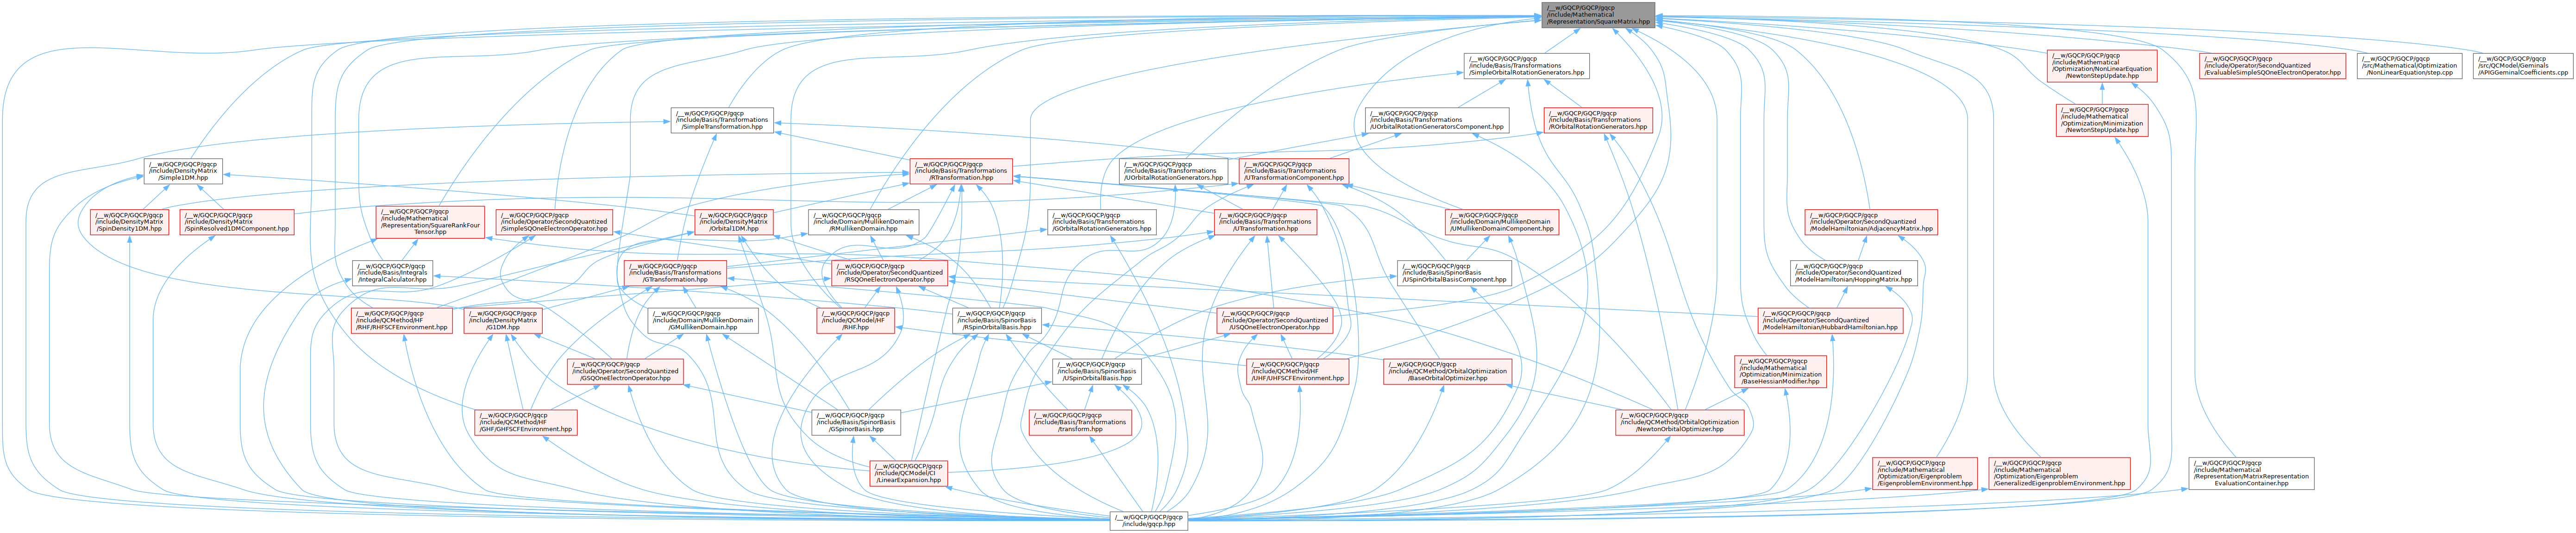 /__w/GQCP/GQCP/gqcp
/include/Mathematical
/Representation/SquareMatrix.hpp
/__w/GQCP/GQCP/gqcp
/include/Basis/Transformations
/SimpleOrbitalRotationGenerators.hpp
/__w/GQCP/GQCP/gqcp
/include/Mathematical
/Optimization/NonLinearEquation
/NewtonStepUpdate.hpp
/__w/GQCP/GQCP/gqcp
/include/Operator/SecondQuantized
/EvaluableSimpleSQOneElectronOperator.hpp
/__w/GQCP/GQCP/gqcp
/src/Mathematical/Optimization
/NonLinearEquation/step.cpp
/__w/GQCP/GQCP/gqcp
/src/QCModel/Geminals
/APIGGeminalCoefficients.cpp
/__w/GQCP/GQCP/gqcp
/include/Basis/Transformations
/SimpleTransformation.hpp
/__w/GQCP/GQCP/gqcp
/include/Basis/Transformations
/UOrbitalRotationGeneratorsComponent.hpp
/__w/GQCP/GQCP/gqcp
/include/Basis/Transformations
/ROrbitalRotationGenerators.hpp
/__w/GQCP/GQCP/gqcp
/include/Mathematical
/Optimization/Minimization
/NewtonStepUpdate.hpp
/__w/GQCP/GQCP/gqcp
/include/DensityMatrix
/Simple1DM.hpp
/__w/GQCP/GQCP/gqcp
/include/Basis/Transformations
/RTransformation.hpp
/__w/GQCP/GQCP/gqcp
/include/Basis/Transformations
/UOrbitalRotationGenerators.hpp
/__w/GQCP/GQCP/gqcp
/include/Basis/Transformations
/UTransformationComponent.hpp
/__w/GQCP/GQCP/gqcp
/include/DensityMatrix
/SpinDensity1DM.hpp
/__w/GQCP/GQCP/gqcp
/include/DensityMatrix
/SpinResolved1DMComponent.hpp
/__w/GQCP/GQCP/gqcp
/include/Mathematical
/Representation/SquareRankFour
Tensor.hpp
/__w/GQCP/GQCP/gqcp
/include/Operator/SecondQuantized
/SimpleSQOneElectronOperator.hpp
/__w/GQCP/GQCP/gqcp
/include/DensityMatrix
/Orbital1DM.hpp
/__w/GQCP/GQCP/gqcp
/include/Domain/MullikenDomain
/RMullikenDomain.hpp
/__w/GQCP/GQCP/gqcp
/include/Basis/Transformations
/GOrbitalRotationGenerators.hpp
/__w/GQCP/GQCP/gqcp
/include/Basis/Transformations
/UTransformation.hpp
/__w/GQCP/GQCP/gqcp
/include/Domain/MullikenDomain
/UMullikenDomainComponent.hpp
/__w/GQCP/GQCP/gqcp
/include/Operator/SecondQuantized
/ModelHamiltonian/AdjacencyMatrix.hpp
/__w/GQCP/GQCP/gqcp
/include/Basis/Integrals
/IntegralCalculator.hpp
/__w/GQCP/GQCP/gqcp
/include/Basis/Transformations
/GTransformation.hpp
/__w/GQCP/GQCP/gqcp
/include/Operator/SecondQuantized
/RSQOneElectronOperator.hpp
/__w/GQCP/GQCP/gqcp
/include/Basis/SpinorBasis
/USpinOrbitalBasisComponent.hpp
/__w/GQCP/GQCP/gqcp
/include/Operator/SecondQuantized
/ModelHamiltonian/HoppingMatrix.hpp
/__w/GQCP/GQCP/gqcp
/include/QCMethod/HF
/RHF/RHFSCFEnvironment.hpp
/__w/GQCP/GQCP/gqcp
/include/DensityMatrix
/G1DM.hpp
/__w/GQCP/GQCP/gqcp
/include/Domain/MullikenDomain
/GMullikenDomain.hpp
/__w/GQCP/GQCP/gqcp
/include/QCModel/HF
/RHF.hpp
/__w/GQCP/GQCP/gqcp
/include/Basis/SpinorBasis
/RSpinOrbitalBasis.hpp
/__w/GQCP/GQCP/gqcp
/include/Operator/SecondQuantized
/USQOneElectronOperator.hpp
/__w/GQCP/GQCP/gqcp
/include/Operator/SecondQuantized
/ModelHamiltonian/HubbardHamiltonian.hpp
/__w/GQCP/GQCP/gqcp
/include/Operator/SecondQuantized
/GSQOneElectronOperator.hpp
/__w/GQCP/GQCP/gqcp
/include/Basis/SpinorBasis
/USpinOrbitalBasis.hpp
/__w/GQCP/GQCP/gqcp
/include/QCMethod/HF
/UHF/UHFSCFEnvironment.hpp
/__w/GQCP/GQCP/gqcp
/include/QCMethod/OrbitalOptimization
/BaseOrbitalOptimizer.hpp
/__w/GQCP/GQCP/gqcp
/include/Mathematical
/Optimization/Minimization
/BaseHessianModifier.hpp
/__w/GQCP/GQCP/gqcp
/include/QCMethod/HF
/GHF/GHFSCFEnvironment.hpp
/__w/GQCP/GQCP/gqcp
/include/Basis/SpinorBasis
/GSpinorBasis.hpp
/__w/GQCP/GQCP/gqcp
/include/Basis/Transformations
/transform.hpp
/__w/GQCP/GQCP/gqcp
/include/QCMethod/OrbitalOptimization
/NewtonOrbitalOptimizer.hpp
/__w/GQCP/GQCP/gqcp
/include/QCModel/CI
/LinearExpansion.hpp
/__w/GQCP/GQCP/gqcp
/include/Mathematical
/Optimization/Eigenproblem
/EigenproblemEnvironment.hpp
/__w/GQCP/GQCP/gqcp
/include/Mathematical
/Optimization/Eigenproblem
/GeneralizedEigenproblemEnvironment.hpp
/__w/GQCP/GQCP/gqcp
/include/Mathematical
/Representation/MatrixRepresentation
EvaluationContainer.hpp
/__w/GQCP/GQCP/gqcp
/include/gqcp.hpp